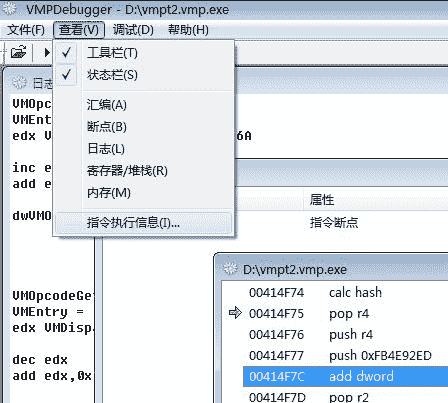 VMPDebugger - D:\vmpt2.vmp.exe
文件(F) 查看(V) 调试(D) 帮助(H)
工具栏(T)
状态栏(S)
汇编(A)
断点(B)
日志(L)
寄存器/堆栈(R)
内存(M)
指令执行信息(I)...
日志
VMOpc
VMEnt
edx V 6A
inc e
add e
dwVMO
VMOpcodeGet
VMEntry =
edx VMDisp
dec edx
add edx,0x
属性
指令断点
D:\vmpt2.vmp.exe
00414F74 calc hash
00414F75 pop r4
00414F76 push r4
00414F77 push 0xFB4E92ED
00414F7C add dword
00414F7D pop r2